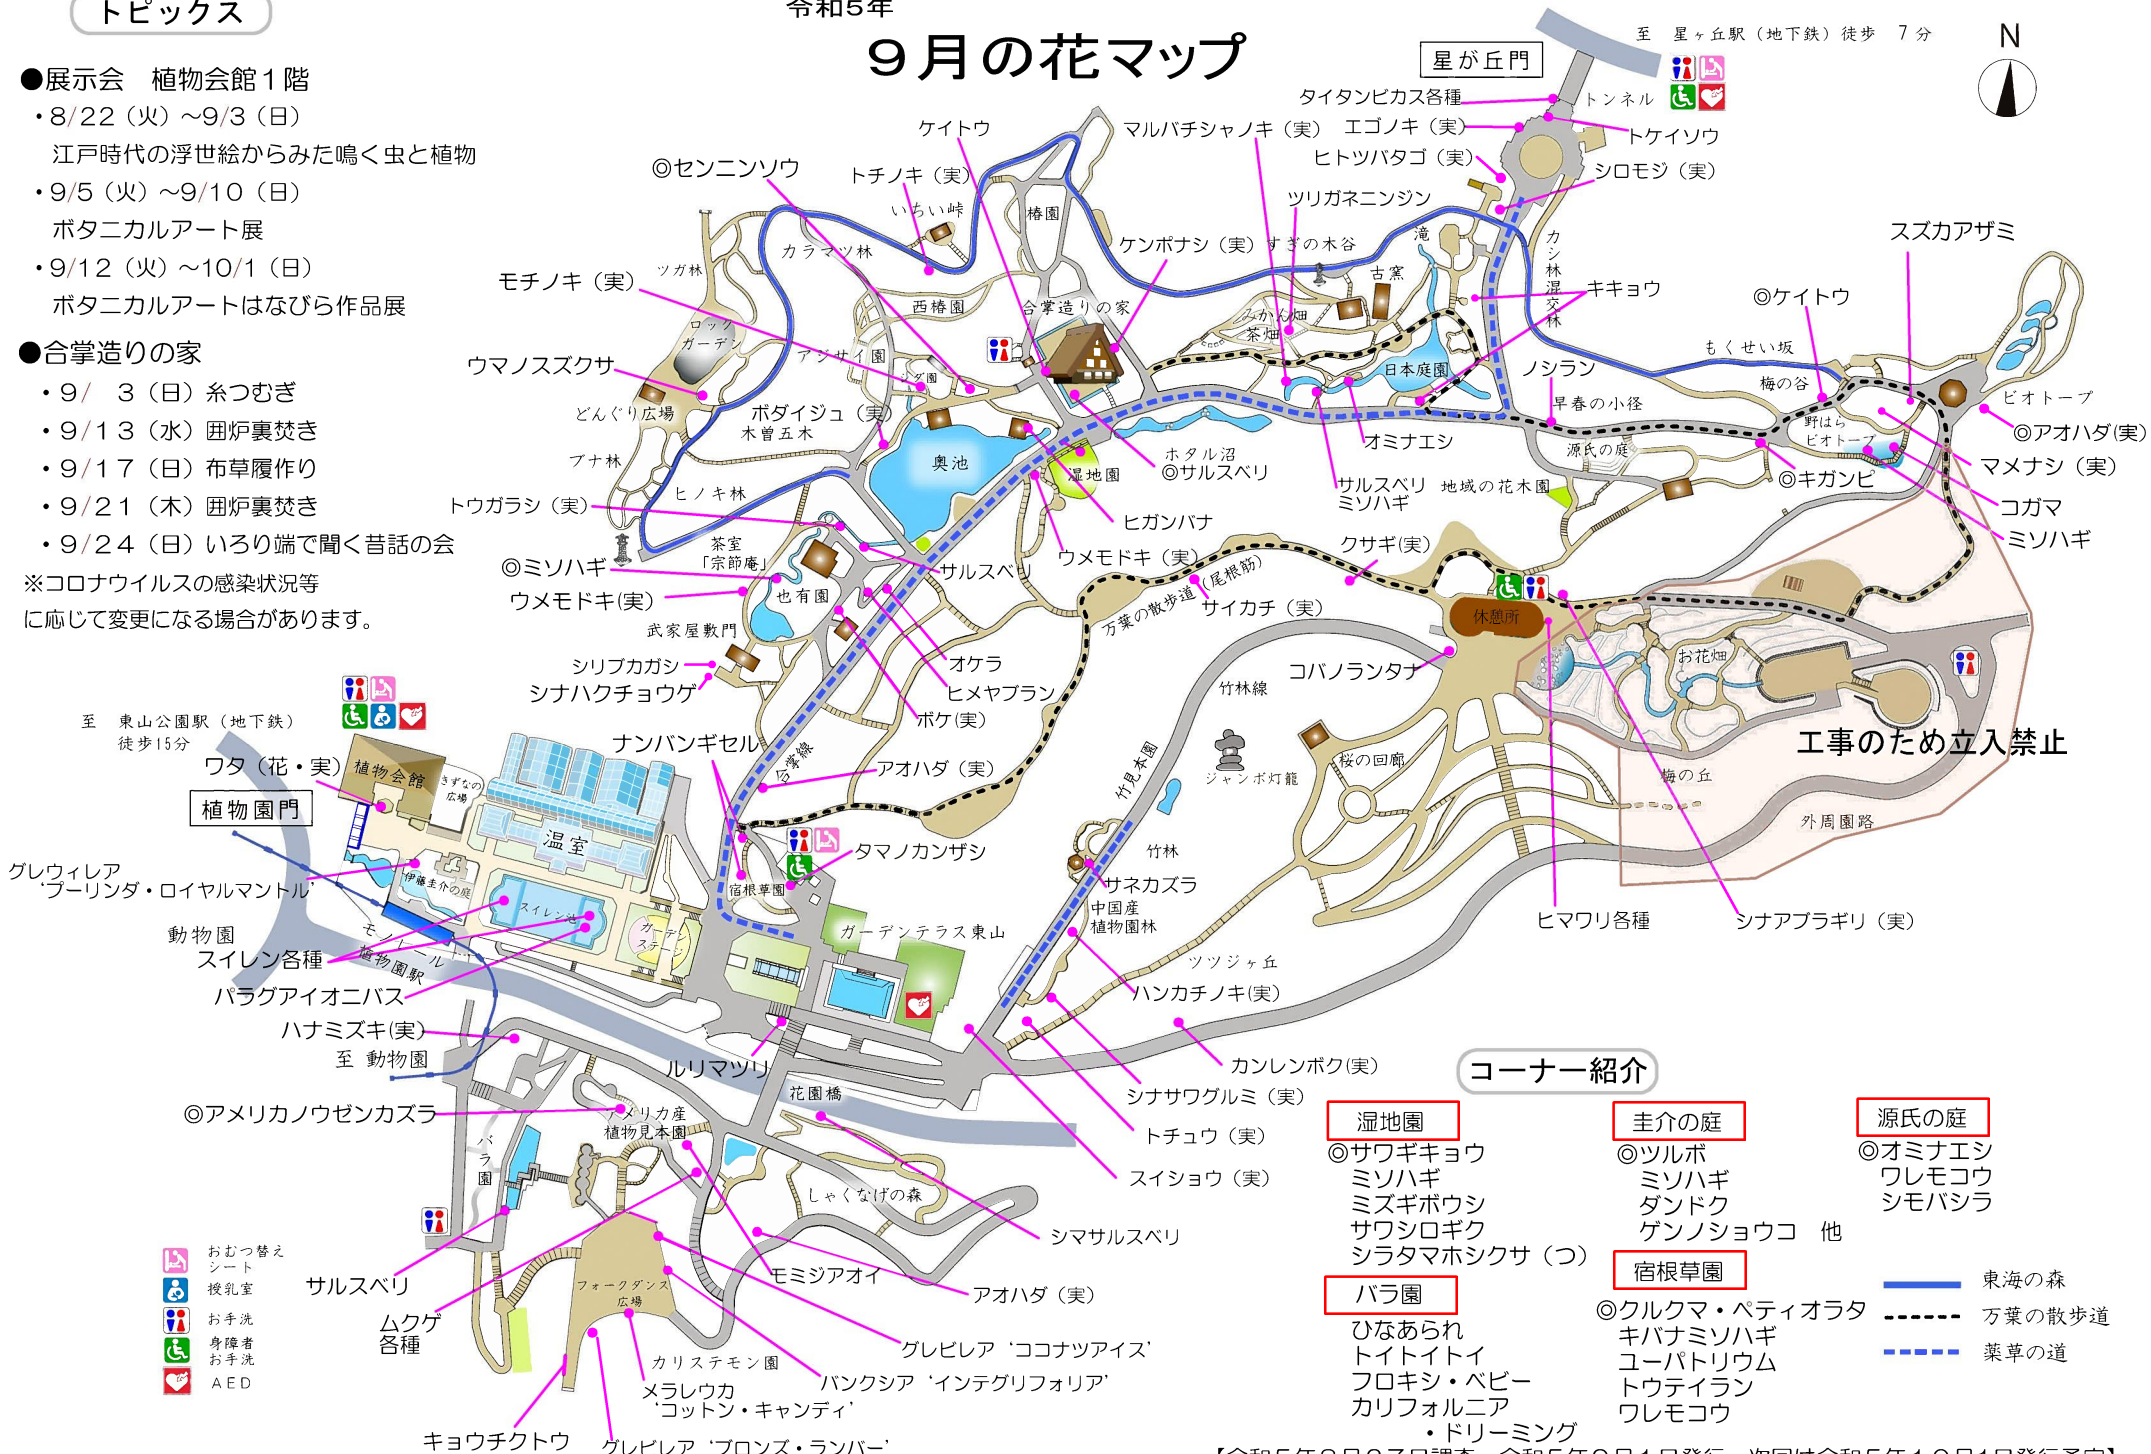 トピックス
●展示会 植物会館1階
・8/22（火）～9/3（日）
江戸時代の浮世絵からみた鳴く虫と植物
・9/5（火）～9/10（日）
ボタニカルアート展
・9/12（火）～10/1（日）
ボタニカルアートはなびら作品展
●合掌造りの家
・9/ 3（日）糸つむぎ
・9/13（水）囲炉裏焚き
・9/17（日）布草履作り
・9/21（木）囲炉裏焚き
・9/24（日）いろり端で聞く昔話の会
※コロナウイルスの感染状況等
に応じて変更になる場合があります。
令和5年
9月の花マップ
星が丘門
至 星ヶ丘駅（地下鉄）徒歩 7分
N
トンネル
タイタンビカス各種
エゴノキ（実）
ヒトツバタゴ（実）
トケイソウ
シロモジ（実）
マルバチシャノキ（実）
ツリガネニンジン
ケイトウ
◎センニンソウ
トチノキ（実）
いちい峠
椿園
カラマツ林
ツガ林
ケンポナシ（実）
すぎの木谷
滝
古窯
カシ林混交林
キキョウ
スズカアザミ
◎ケイトウ
モチノキ（実）
西椿園
合掌造りの家
みかん畑
茶畑
ロックガーデン
アジサイ園
シダ園
日本庭園
もくせい坂
梅の谷
ウマノスズクサ
どんぐり広場
ボダイジュ（実）
木曽五木
ノシラン
早春の小径
野はらビオトープ
ビオトープ
◎アオハダ(実)
マメナシ（実）
コガマ
ミソハギ
◎キガンピ
オミナエシ
源氏の庭
地域の花木園
サルスベリ
ミソハギ
ホタル沼
◎サルスベリ
湿地園
奥池
ヒガンバナ
ウメモドキ（実）
ブナ林
ヒノキ林
トウガラシ（実）
茶室
「宗節庵」
◎ミソハギ
ウメモドキ(実)
也有園
サルスベリ
武家屋敷門
シリブカガシ
シナハクチョウゲ
オケラ
ヒメヤブラン
ボケ(実)
万葉の散歩道（尾根筋）
サイカチ（実）
クサギ(実)
休憩所
コバノランタナ
お花畑
工事のため立入禁止
梅の丘
外周園路
竹林線
竹見本園
ジャンボ灯籠
桜の回廊
ヒマワリ各種
シナアブラギリ（実）
至 東山公園駅（地下鉄）
徒歩15分
ワタ（花・実）
植物会館
植物園門
きずなの広場
温室
ナンバンギセル
合掌線
アオハダ（実）
タマノカンザシ
宿根草園
グレウィレア
‘プーリンダ・ロイヤルマントル’
伊藤圭介の庭
スイレン池
ガーデンステージ
ガーデンテラス東山
動物園
スイレン各種
モノレール
植物園駅
パラグアイオニバス
ハナミズキ(実)
至 動物園
竹林
サネカズラ
中国産
植物園林
ツツジヶ丘
ハンカチノキ(実)
カンレンボク(実)
シナサワグルミ（実）
トチュウ（実）
スイショウ（実）
ルリマツリ
花園橋
◎アメリカノウゼンカズラ
アメリカ産
植物見本園
バラ園
しゃくなげの森
シマサルスベリ
モミジアオイ
アオハダ（実）
サルスベリ
ムクゲ
各種
フォークダンス
広場
グレビレア‘ココナツアイス’
バンクシア‘インテグリフォリア’
カリステモン園
メラレウカ
‘コットン・キャンディ’
キョウチクトウ
グレビレア‘ブロンズ・ランバー’
おむつ替え
シート
授乳室
お手洗
身障者
お手洗
AED
コーナー紹介
湿地園
◎サワギキョウ
ミソハギ
ミズギボウシ
サワシロギク
シラタマホシクサ（つ）
バラ園
ひなあられ
トイトイトイ
フロキシ・ベビー
カリフォルニア
・ドリーミング
圭介の庭
◎ツルボ
ミソハギ
ダンドク
ゲンノショウコ 他
宿根草園
◎クルクマ・ペティオラタ
キバナミソハギ
ユーパトリウム
トウテイラン
ワレモコウ
源氏の庭
◎オミナエシ
ワレモコウ
シモバシラ
東海の森
万葉の散歩道
薬草の道